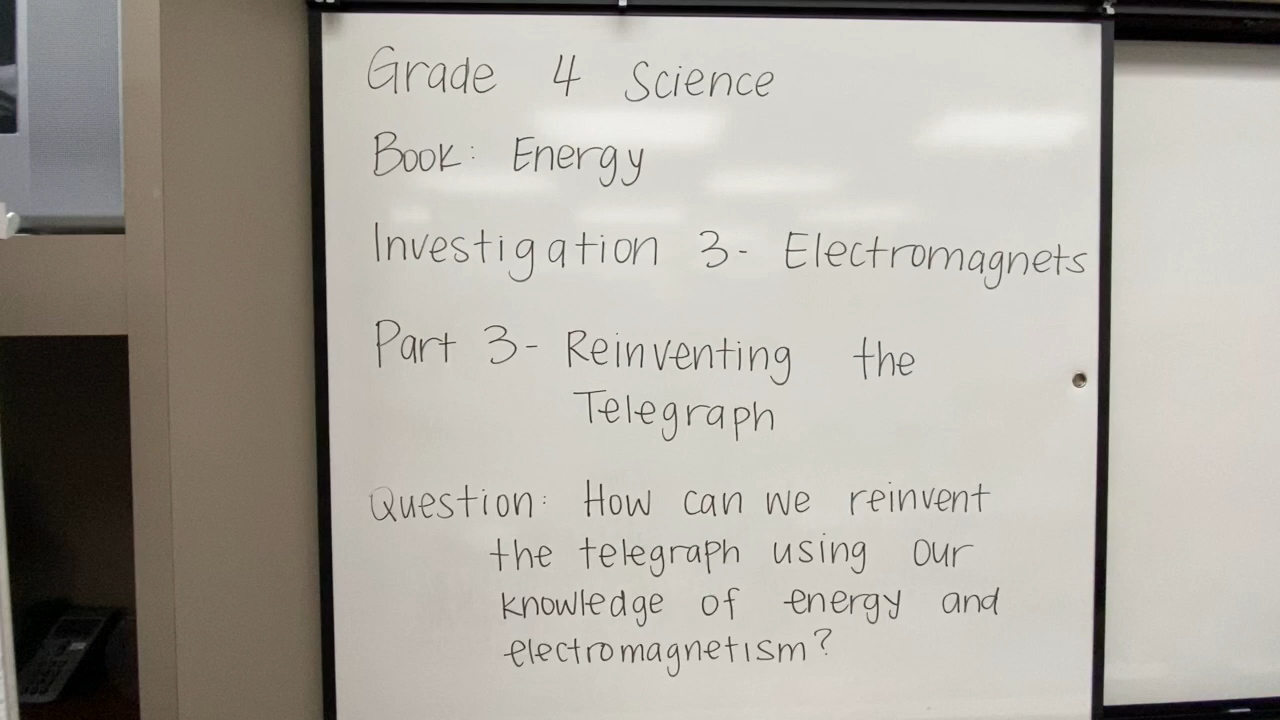 Grade 4 Science
Book: Energy
Investigation 3- Electromagnets
Part 3- Reinventing the
Telegraph
Question: How can we reinvent
the telegraph using our
knowledge of energy and
electromagnetism?